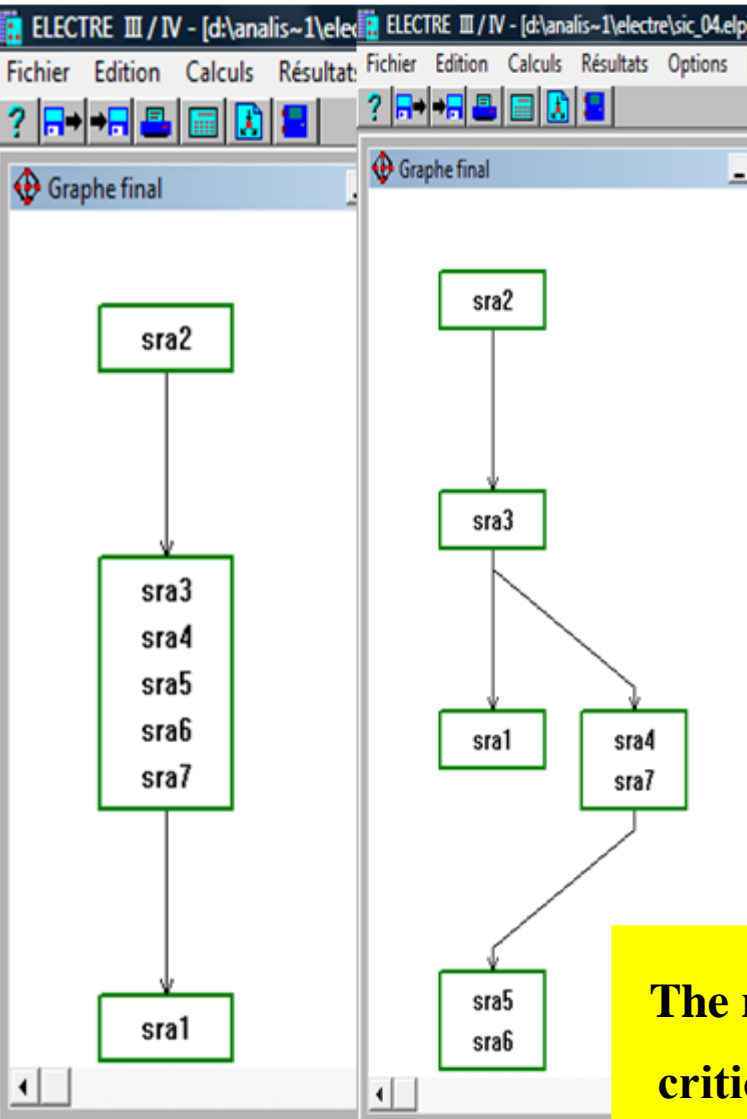 ELECTRE III / IV - [d:\analis~1\elec
Fichier Edition Calculs Résultats
Graphe final
sra2
sra3
sra4
sra5
sra6
sra7
sra1
ELECTRE III / IV - [d:\analis~1\electre\sic_04.elp
Fichier Edition Calculs Résultats Options
Graphe final
sra2
sra3
sra1
sra4
sra7
sra5
sra6
The